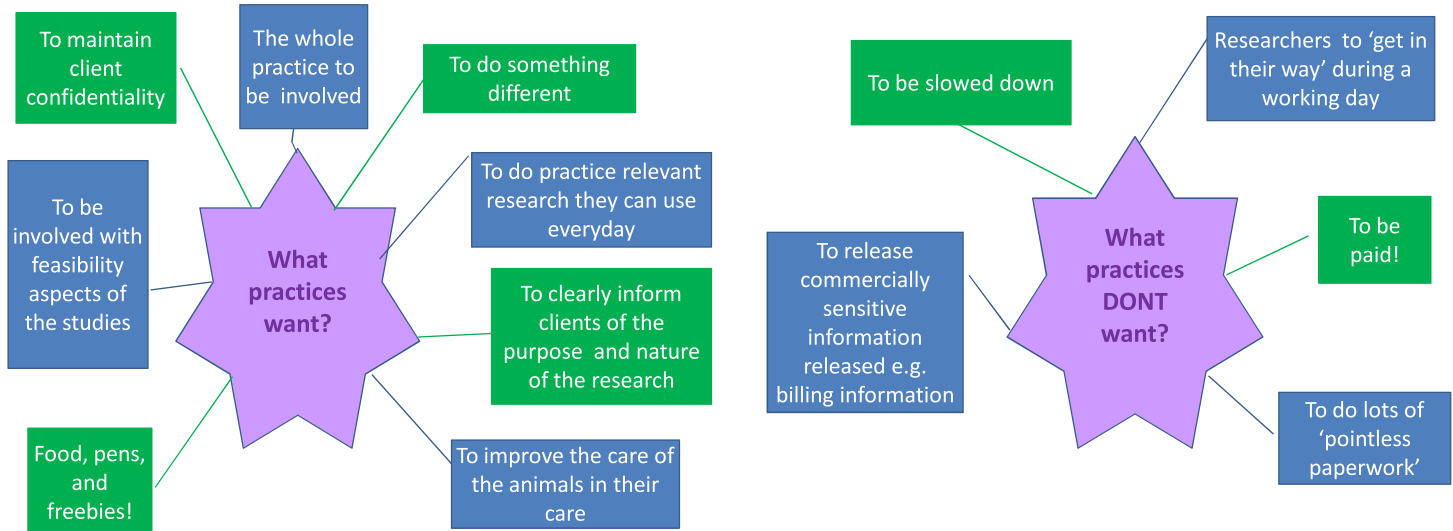 To maintain
client
confidentiality
The whole
practice to
be involved
To do something
different
To be
involved with
feasibility
aspects of
the studies
What
practices
want?
To do practice relevant
research they can use
everyday
To clearly inform
clients of the
purpose and nature
of the research
Food, pens,
and
freebies!
To improve the care of
the animals in their
care
To be slowed down
Researchers to ‘get in
their way’ during a
working day
To release
commercially
sensitive
information
released e.g.
billing information
What
practices
DONT
want?
To be
paid!
To do lots of
‘pointless
paperwork’